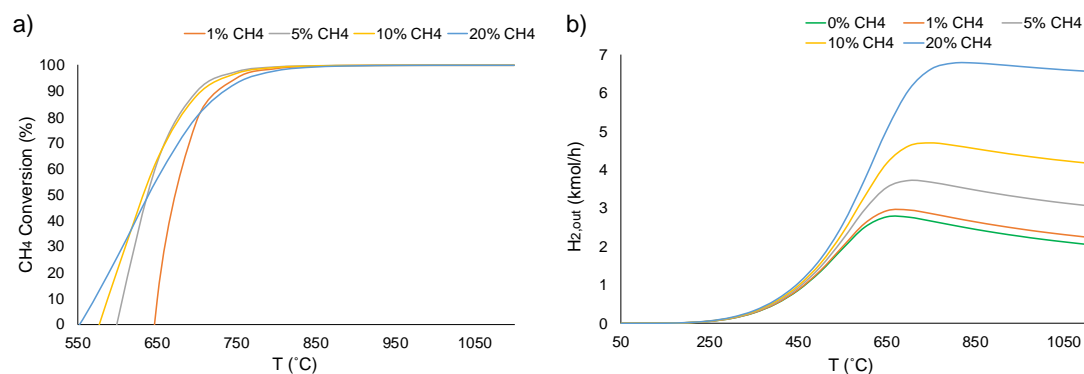 a)
1% CH4 5% CH4 10% CH4 20% CH4
100
90
80
70
60
50
40
30
20
10
0
CH4 Conversion (%)
550 650 750 850 950 1050
T (˚C)
b)
0% CH4 1% CH4 5% CH4
10% CH4 20% CH4
7
6
5
4
3
2
1
0
H2,out (kmol/h)
50 250 450 650 850 1050
T (˚C)